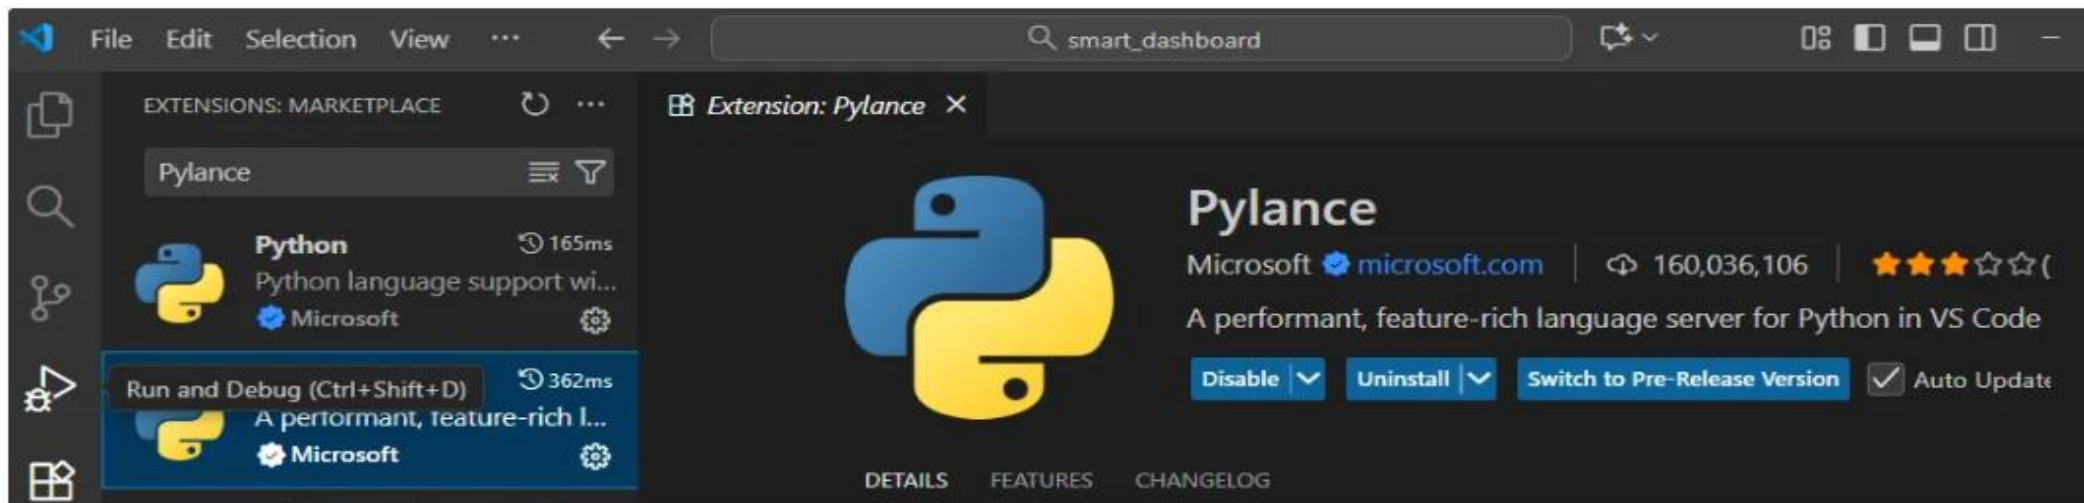 File Edit Selection View ··· smart_dashboard
EXTENSIONS: MARKETPLACE ···
Pylance
Python 165ms
Python language support wi...
Microsoft
Run and Debug (Ctrl+Shift+D) 362ms
A performant, feature-rich l...
Microsoft
Extension: Pylance
Pylance
Microsoft microsoft.com | 160,036,106 | (
A performant, feature-rich language server for Python in VS Code
Disable Uninstall Switch to Pre-Release Version Auto Update
DETAILS FEATURES CHANGELOG